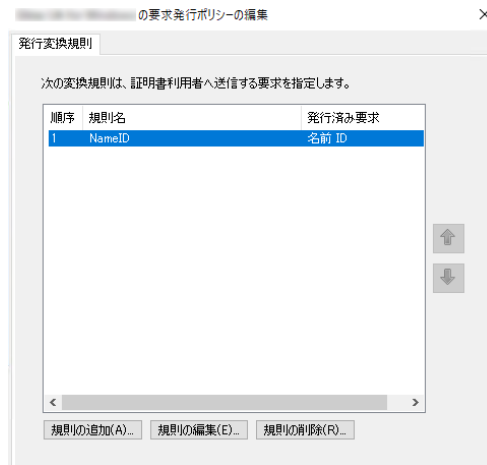 の要求発行ポリシーの編集
発行変換規則
次の変換規則は、証明書利用者へ送信する要求を指定します。
順序 規則名 発行済み要求
1 NameID 名前 ID
規則の追加(A)... 規則の編集(E)... 規則の削除(R)...